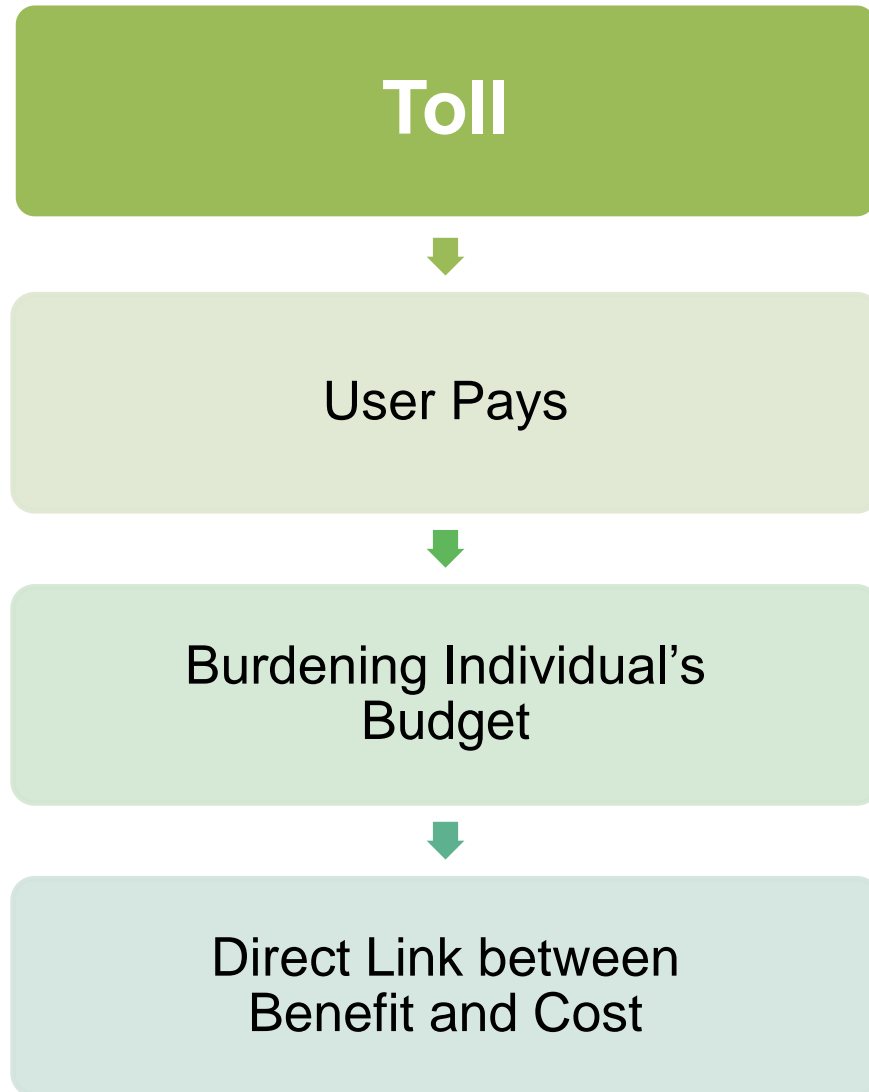 Toll
User Pays
Burdening Individual’s
Budget
Direct Link between
Benefit and Cost